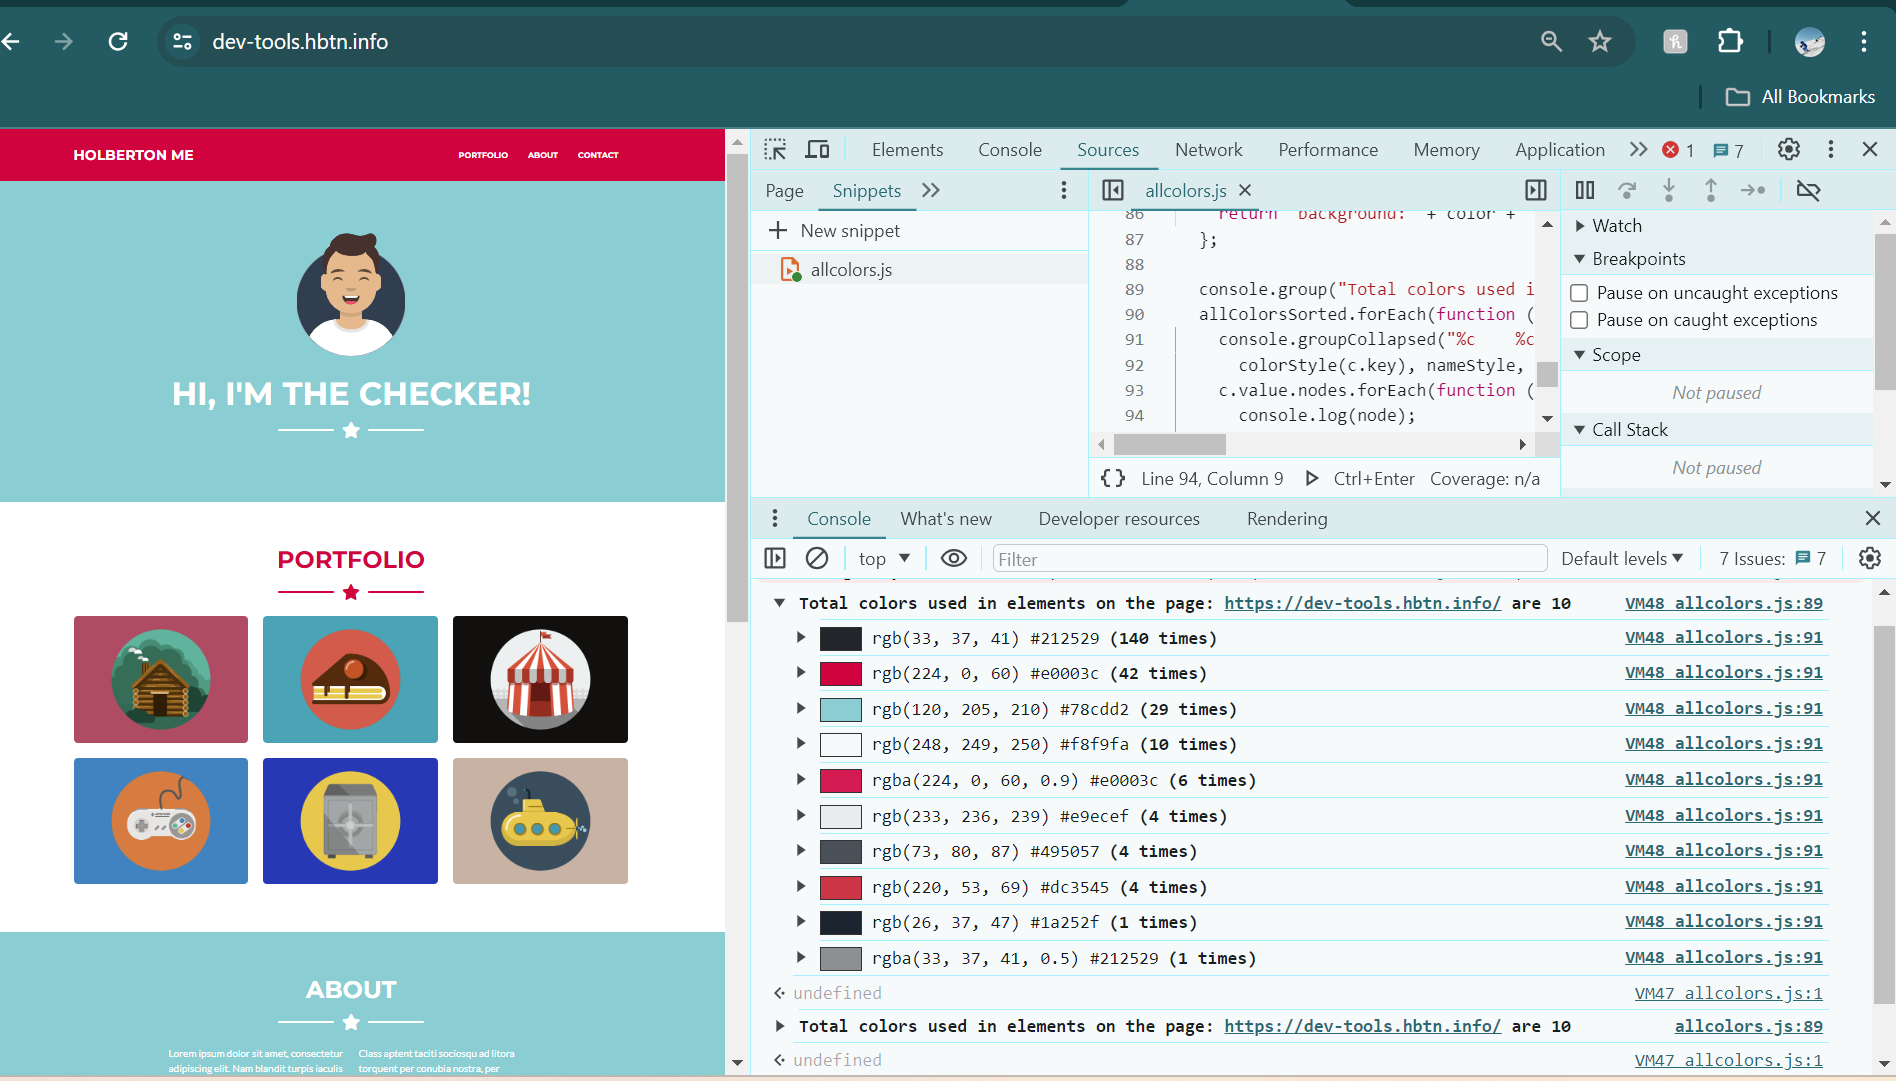 dev-tools.hbtn.info
All Bookmarks
HOLBERTON ME
PORTFOLIO ABOUT CONTACT
HI, I'M THE CHECKER!
PORTFOLIO
ABOUT
Lorem ipsum dolor sit amet, consectetur
adipiscing elit. Nam blandit turpis iaculis
Class aptent taciti sociosqu ad litora
torquent per conubia nostra, per
Elements Console Sources Network Performance Memory Application 1 7
Page Snippets
New snippet
allcolors.js
allcolors.js
86 return "background: " + color +
87 };
88
89 console.group("Total colors used i
90 allColorsSorted.forEach(function (
91 console.groupCollapsed("%c %c
92 colorStyle(c.key), nameStyle,
93 c.value.nodes.forEach(function (
94 console.log(node);
{} Line 94, Column 9 Ctrl+Enter Coverage: n/a
Watch
Breakpoints
Pause on uncaught exceptions
Pause on caught exceptions
Scope
Not paused
Call Stack
Not paused
Console What's new Developer resources Rendering
top Filter Default levels 7 Issues: 7
Total colors used in elements on the page: https://dev-tools.hbtn.info/ are 10 VM48 allcolors.js:89
rgb(33, 37, 41) #212529 (140 times) VM48 allcolors.js:91
rgb(224, 0, 60) #e0003c (42 times) VM48 allcolors.js:91
rgb(120, 205, 210) #78cdd2 (29 times) VM48 allcolors.js:91
rgb(248, 249, 250) #f8f9fa (10 times) VM48 allcolors.js:91
rgba(224, 0, 60, 0.9) #e0003c (6 times) VM48 allcolors.js:91
rgb(233, 236, 239) #e9ecef (4 times) VM48 allcolors.js:91
rgb(73, 80, 87) #495057 (4 times) VM48 allcolors.js:91
rgb(220, 53, 69) #dc3545 (4 times) VM48 allcolors.js:91
rgb(26, 37, 47) #1a252f (1 times) VM48 allcolors.js:91
rgba(33, 37, 41, 0.5) #212529 (1 times) VM48 allcolors.js:91
undefined VM47 allcolors.js:1
Total colors used in elements on the page: https://dev-tools.hbtn.info/ are 10 allcolors.js:89
undefined VM47 allcolors.js:1